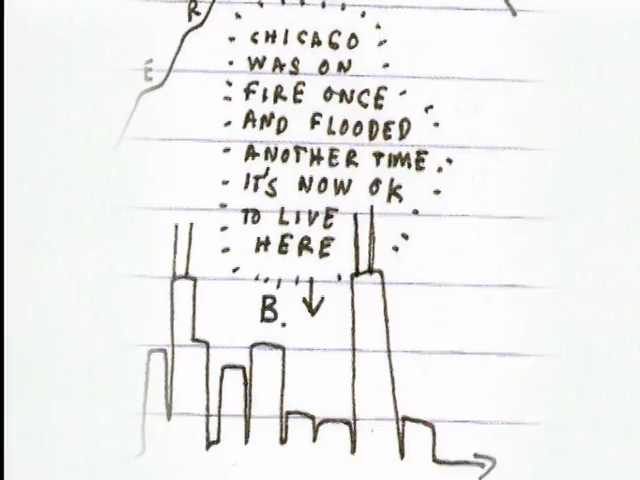 R
É
CHICAGO
WAS ON
FIRE ONCE
AND FLOODED
ANOTHER TIME.
IT'S NOW OK
TO LIVE
HERE
B.